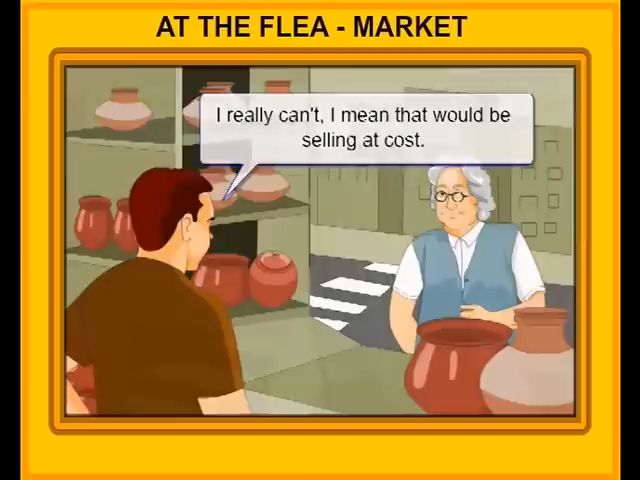 AT THE FLEA - MARKET
I really can't, I mean that would be
selling at cost.